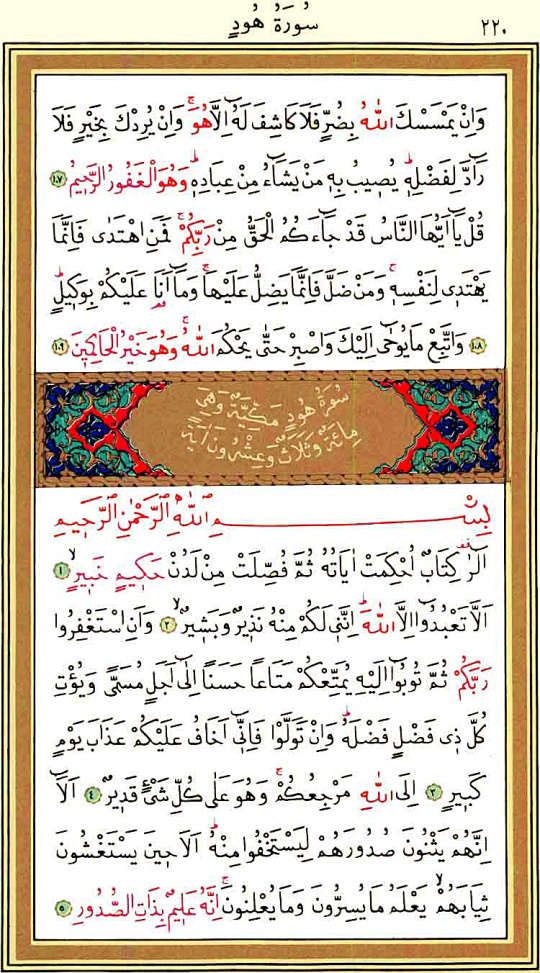 سُورَةُ هُودٍ ٢٢٠
وَاِنْ يَمْسَسْكَ اللّٰهُ بِضُرٍّ فَلَا كَاشِفَ لَهُٓ اِلَّا هُوَۚ وَاِنْ يُرِدْكَ بِخَيْرٍ فَلَا
رَٓادَّ لِفَضْلِه۪ۜ يُص۪يبُ بِه۪ مَنْ يَشَٓاءُ مِنْ عِبَادِه۪ۜ وَهُوَ الْغَفُورُ الرَّح۪يمُ ١٠٧
قُلْ يَٓا اَيُّهَا النَّاسُ قَدْ جَٓاءَكُمُ الْحَقُّ مِنْ رَبِّكُمْۚ فَمَنِ اهْتَدٰى فَاِنَّمَا
يَهْتَد۪ي لِنَفْسِه۪ۚ وَمَنْ ضَلَّ فَاِنَّمَا يَضِلُّ عَلَيْهَاۚ وَمَٓا اَنَا۬ عَلَيْكُمْ بِوَك۪يلٍۜ
١٠٨ وَاتَّبِعْ مَا يُوحٰٓى اِلَيْكَ وَاصْبِرْ حَتّٰى يَحْكُمَ اللّٰهُۚ وَهُوَ خَيْرُ الْحَاكِم۪ينَ ١٠٩
سُورَةُ هُودٍ مَكِّيَّةٌ وَهِيَ
مِائَةٌ وَثَلَاثٌ وَعِشْرُونَ اٰيَةً
بِسْمِ اللّٰهِ الرَّحْمٰنِ الرَّح۪يمِ
الٓرٰ۠ كِتَابٌ اُحْكِمَتْ اٰيَاتُهُ ثُمَّ فُصِّلَتْ مِنْ لَدُنْ حَك۪يمٍ خَب۪يرٍۙ ١
اَلَّا تَعْبُدُٓوا اِلَّا اللّٰهَۜ اِنَّن۪ي لَكُمْ مِنْهُ نَذ۪يرٌ وَبَش۪يرٌۙ ٢ وَاَنِ اسْتَغْفِرُوا
رَبَّكُمْ ثُمَّ تُوبُٓوا اِلَيْهِ يُمَتِّعْكُمْ مَتَاعاً حَسَناً اِلٰٓى اَجَلٍ مُسَمًّى وَيُؤْتِ
كُلَّ ذ۪ي فَضْلٍ فَضْلَهُۜ وَاِنْ تَوَلَّوْا فَاِنّ۪ٓي اَخَافُ عَلَيْكُمْ عَذَابَ يَوْمٍ
كَب۪يرٍ ٣ اِلَى اللّٰهِ مَرْجِعُكُمْۚ وَهُوَ عَلٰى كُلِّ شَيْءٍ قَد۪يرٌ ٤ اَلَٓا
اِنَّهُمْ يَثْنُونَ صُدُورَهُمْ لِيَسْتَخْفُوا مِنْهُۜ اَلَا ح۪ينَ يَسْتَغْشُونَ
ثِيَابَهُمْۙ يَعْلَمُ مَا يُسِرُّونَ وَمَا يُعْلِنُونَۚ اِنَّهُ عَل۪يمٌ بِذَاتِ الصُّدُورِ ٥